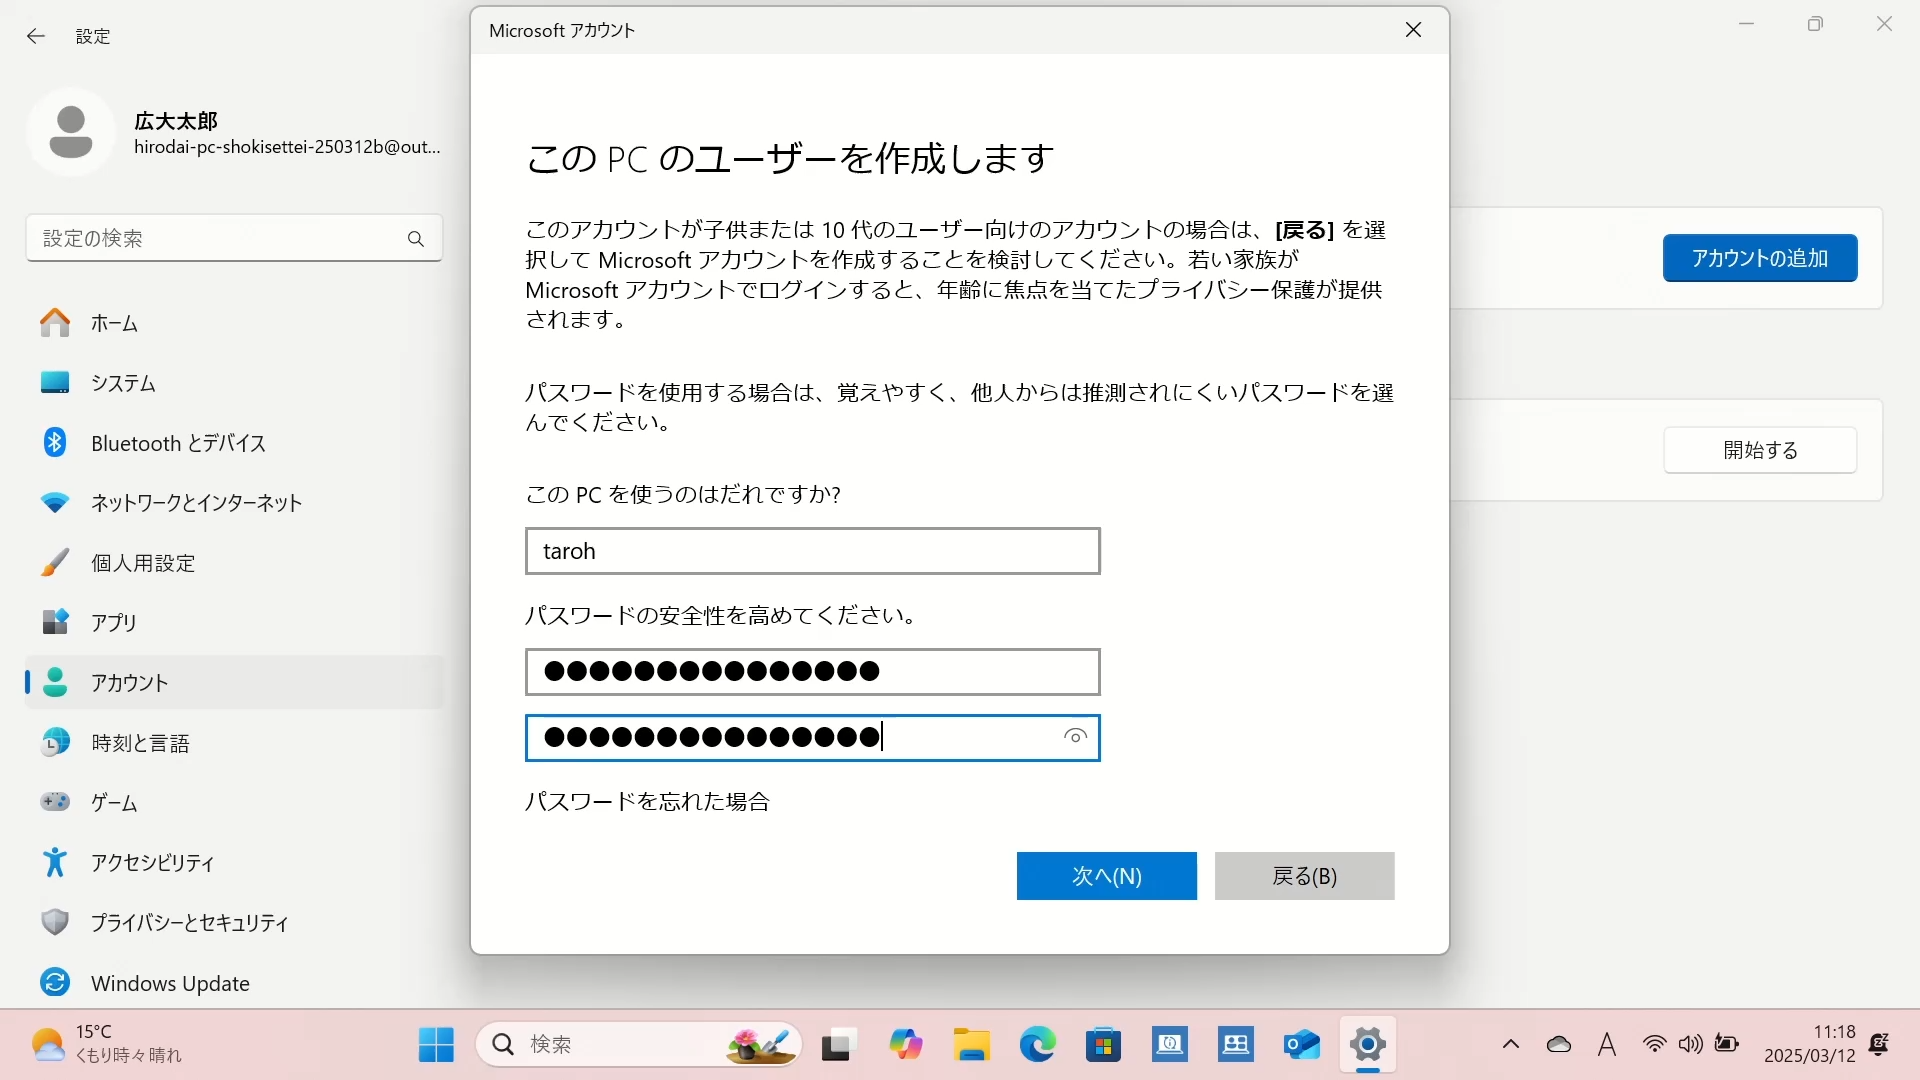 設定
広大太郎
hirodai-pc-shokisettei-250312b@out...
設定の検索
ホーム
システム
Bluetooth とデバイス
ネットワークとインターネット
個人用設定
アプリ
アカウント
時刻と言語
ゲーム
アクセシビリティ
プライバシーとセキュリティ
Windows Update
Microsoft アカウント
この PC のユーザーを作成します
このアカウントが子供または 10 代のユーザー向けのアカウントの場合は、[戻る] を選
択して Microsoft アカウントを作成することを検討してください。若い家族が
Microsoft アカウントでログインすると、年齢に焦点を当てたプライバシー保護が提供
されます。
パスワードを使用する場合は、覚えやすく、他人からは推測されにくいパスワードを選
んでください。
この PC を使うのはだれですか?
taroh
パスワードの安全性を高めてください。
●●●●●●●●●●●●●●●
●●●●●●●●●●●●●●●
パスワードを忘れた場合
次へ(N)
戻る(B)
アカウントの追加
開始する
15°C
くもり時々晴れ
検索
A
11:18
2025/03/12